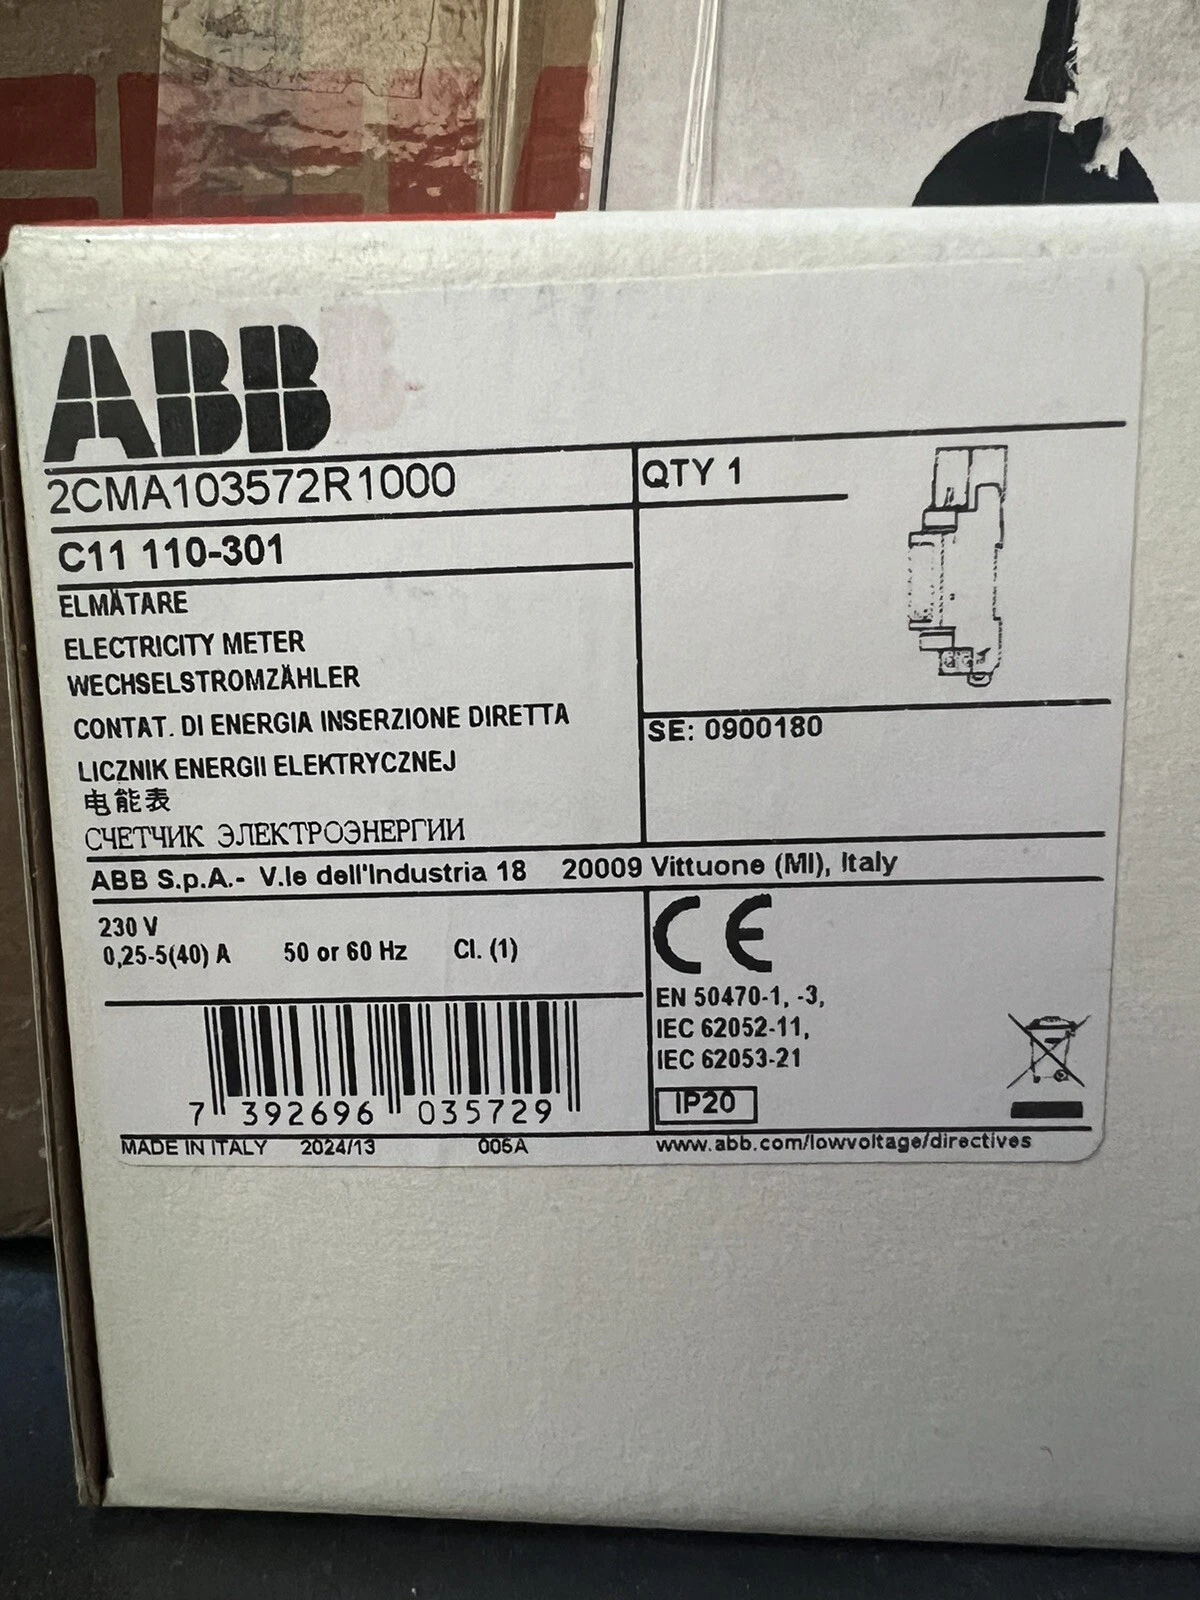 ABB
2CMA103572R1000
QTY 1
C11 110-301
ELMÄTARE
ELECTRICITY METER
WECHSELSTROMZÄHLER
CONTAT. DI ENERGIA INSERZIONE DIRETTA
LICZNIK ENERGII ELEKTRYCZNEJ
电能表
СЧЕТЧИК ЭЛЕКТРОЭНЕРГИИ
SE: 0900180
ABB S.p.A.- V.le dell'Industria 18 20009 Vittuone (MI), Italy
230 V
0,25-5(40) A 50 or 60 Hz Cl. (1)
CE
EN 50470-1, -3,
IEC 62052-11,
IEC 62053-21
IP20
7 392696 035729
MADE IN ITALY 2024/13 005A
www.abb.com/lowvoltage/directives